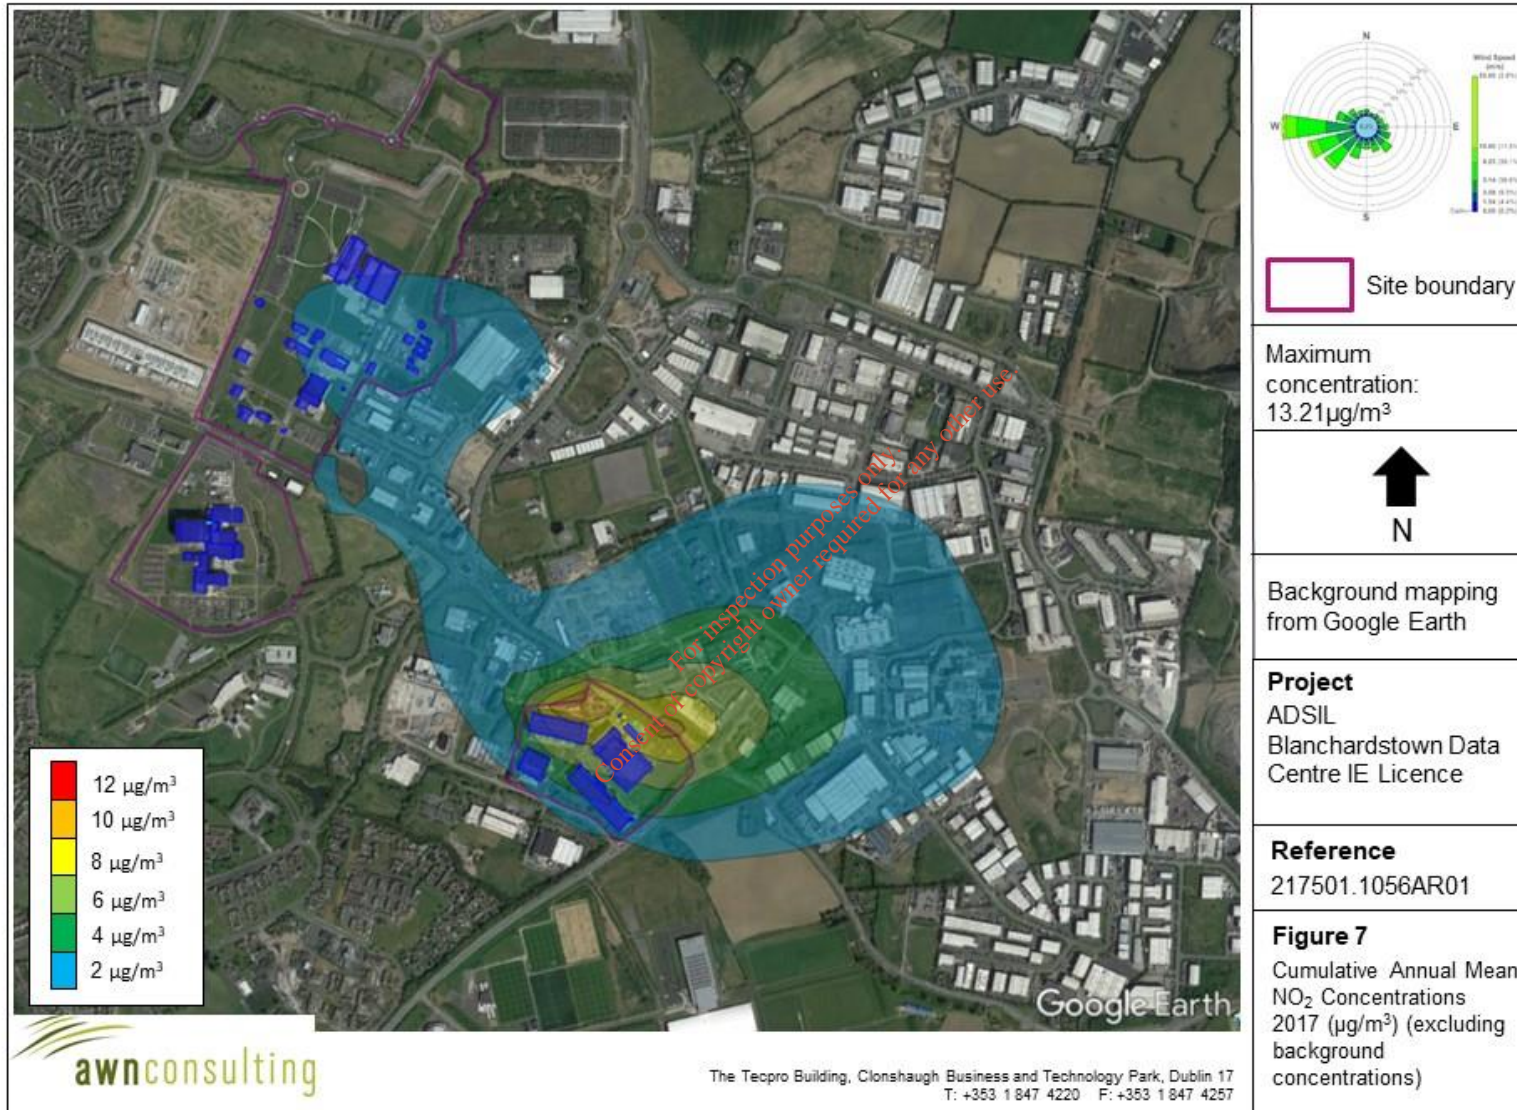 N
W
E
S
Wind Speed
Site boundary
Maximum
concentration:
13.21µg/m³
N
Background mapping
from Google Earth
Project
ADSIL
Blanchardstown Data
Centre IE Licence
Reference
217501.1056AR01
Figure 7
Cumulative Annual Mean
NO₂ Concentrations
2017 (µg/m³) (excluding
background
concentrations)
For inspection purposes only.
Consent of copyright owner required for any other use.
12 µg/m³
10 µg/m³
8 µg/m³
6 µg/m³
4 µg/m³
2 µg/m³
Google Earth
awnconsulting
The Tecpro Building, Clonshaugh Business and Technology Park, Dublin 17
T: +353 1 847 4220 F: +353 1 847 4257